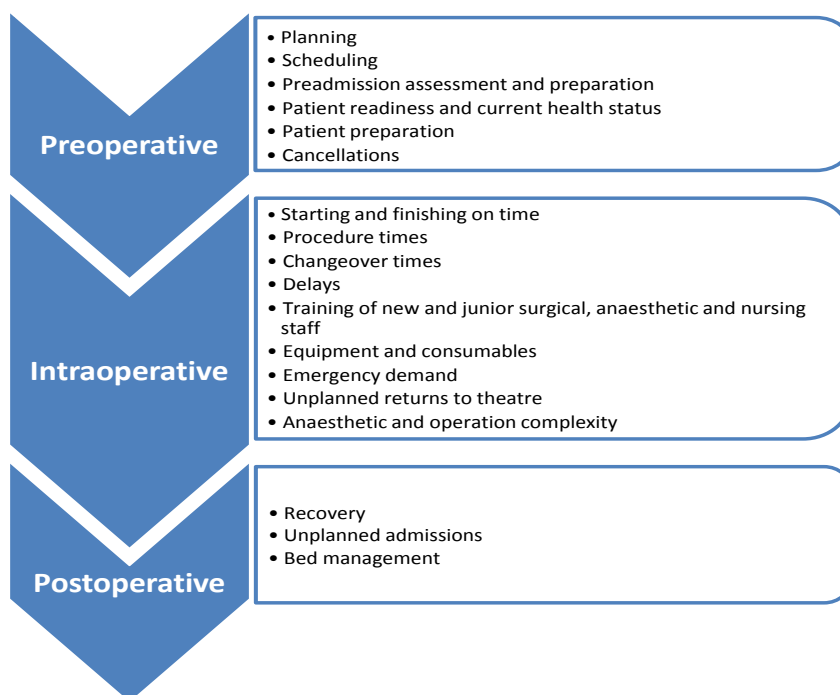 Preoperative
• Planning
• Scheduling
• Preadmission assessment and preparation
• Patient readiness and current health status
• Patient preparation
• Cancellations
Intraoperative
• Starting and finishing on time
• Procedure times
• Changeover times
• Delays
• Training of new and junior surgical, anaesthetic and nursing
staff
• Equipment and consumables
• Emergency demand
• Unplanned returns to theatre
• Anaesthetic and operation complexity
Postoperative
• Recovery
• Unplanned admissions
• Bed management